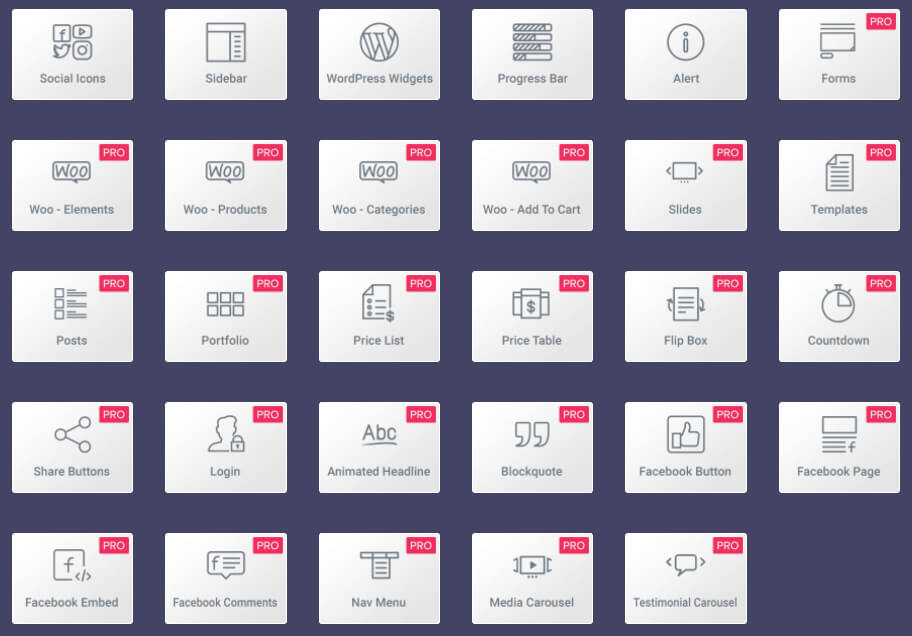 Social Icons
Sidebar
WordPress Widgets
Progress Bar
Alert
PRO
Forms
PRO
Woo
Woo - Elements
PRO
Woo
Woo - Products
PRO
Woo
Woo - Categories
PRO
Woo
Woo - Add To Cart
PRO
Slides
PRO
Templates
PRO
Posts
PRO
Portfolio
PRO
$
Price List
PRO
$
Price Table
PRO
Flip Box
PRO
Countdown
PRO
Share Buttons
PRO
Login
PRO
Abc
Animated Headline
PRO
Blockquote
PRO
Facebook Button
PRO
Facebook Page
PRO
Facebook Embed
PRO
Facebook Comments
PRO
Nav Menu
PRO
Media Carousel
PRO
Testimonial Carousel